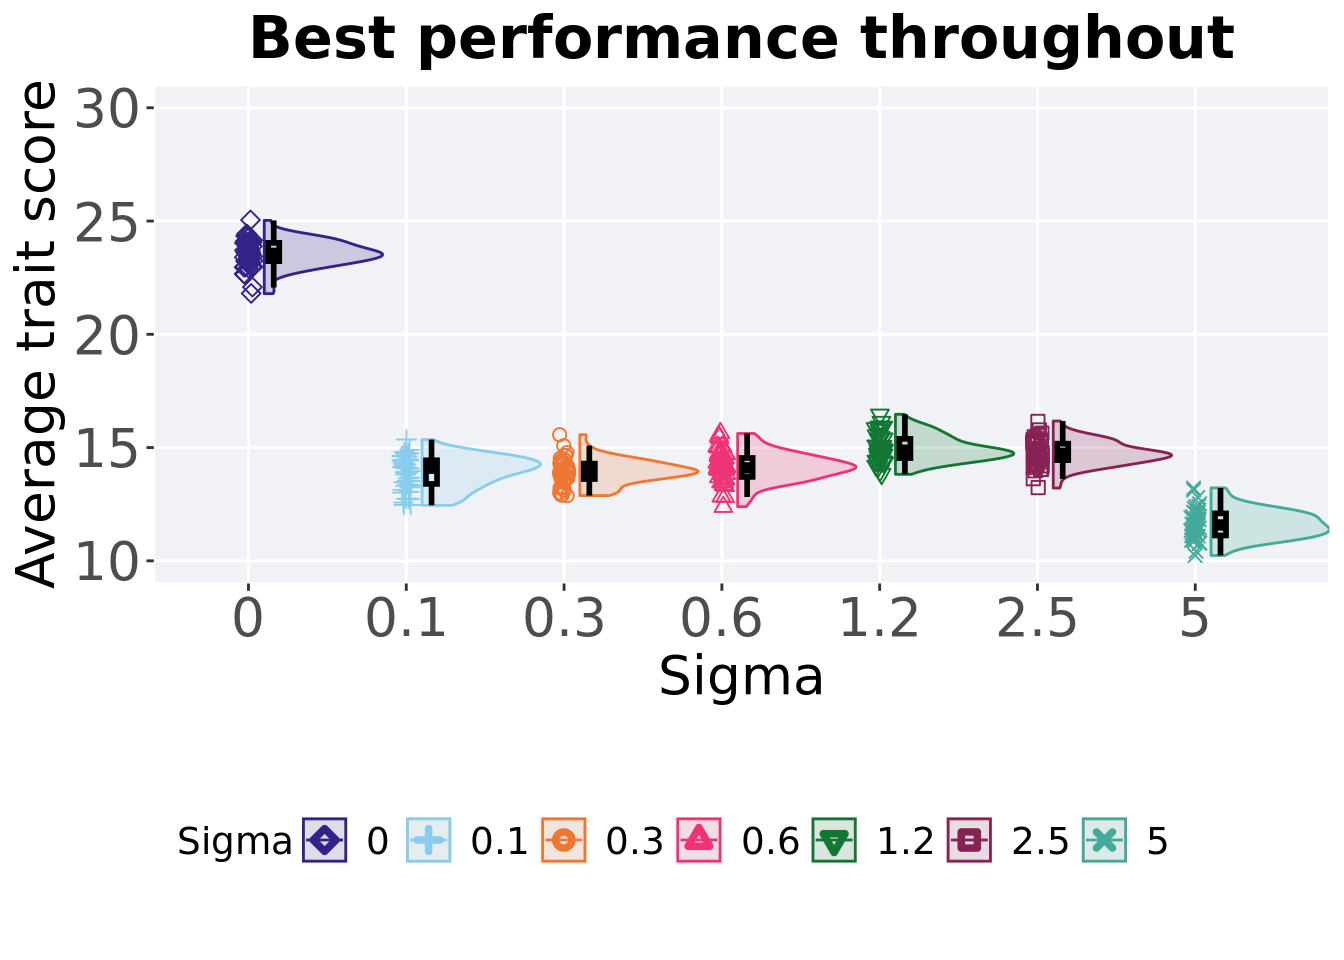 Best performance throughout
Average trait score
30
25
20
15
10
0 0.1 0.3 0.6 1.2 2.5 5
Sigma
Sigma 0 0.1 0.3 0.6 1.2 2.5 5